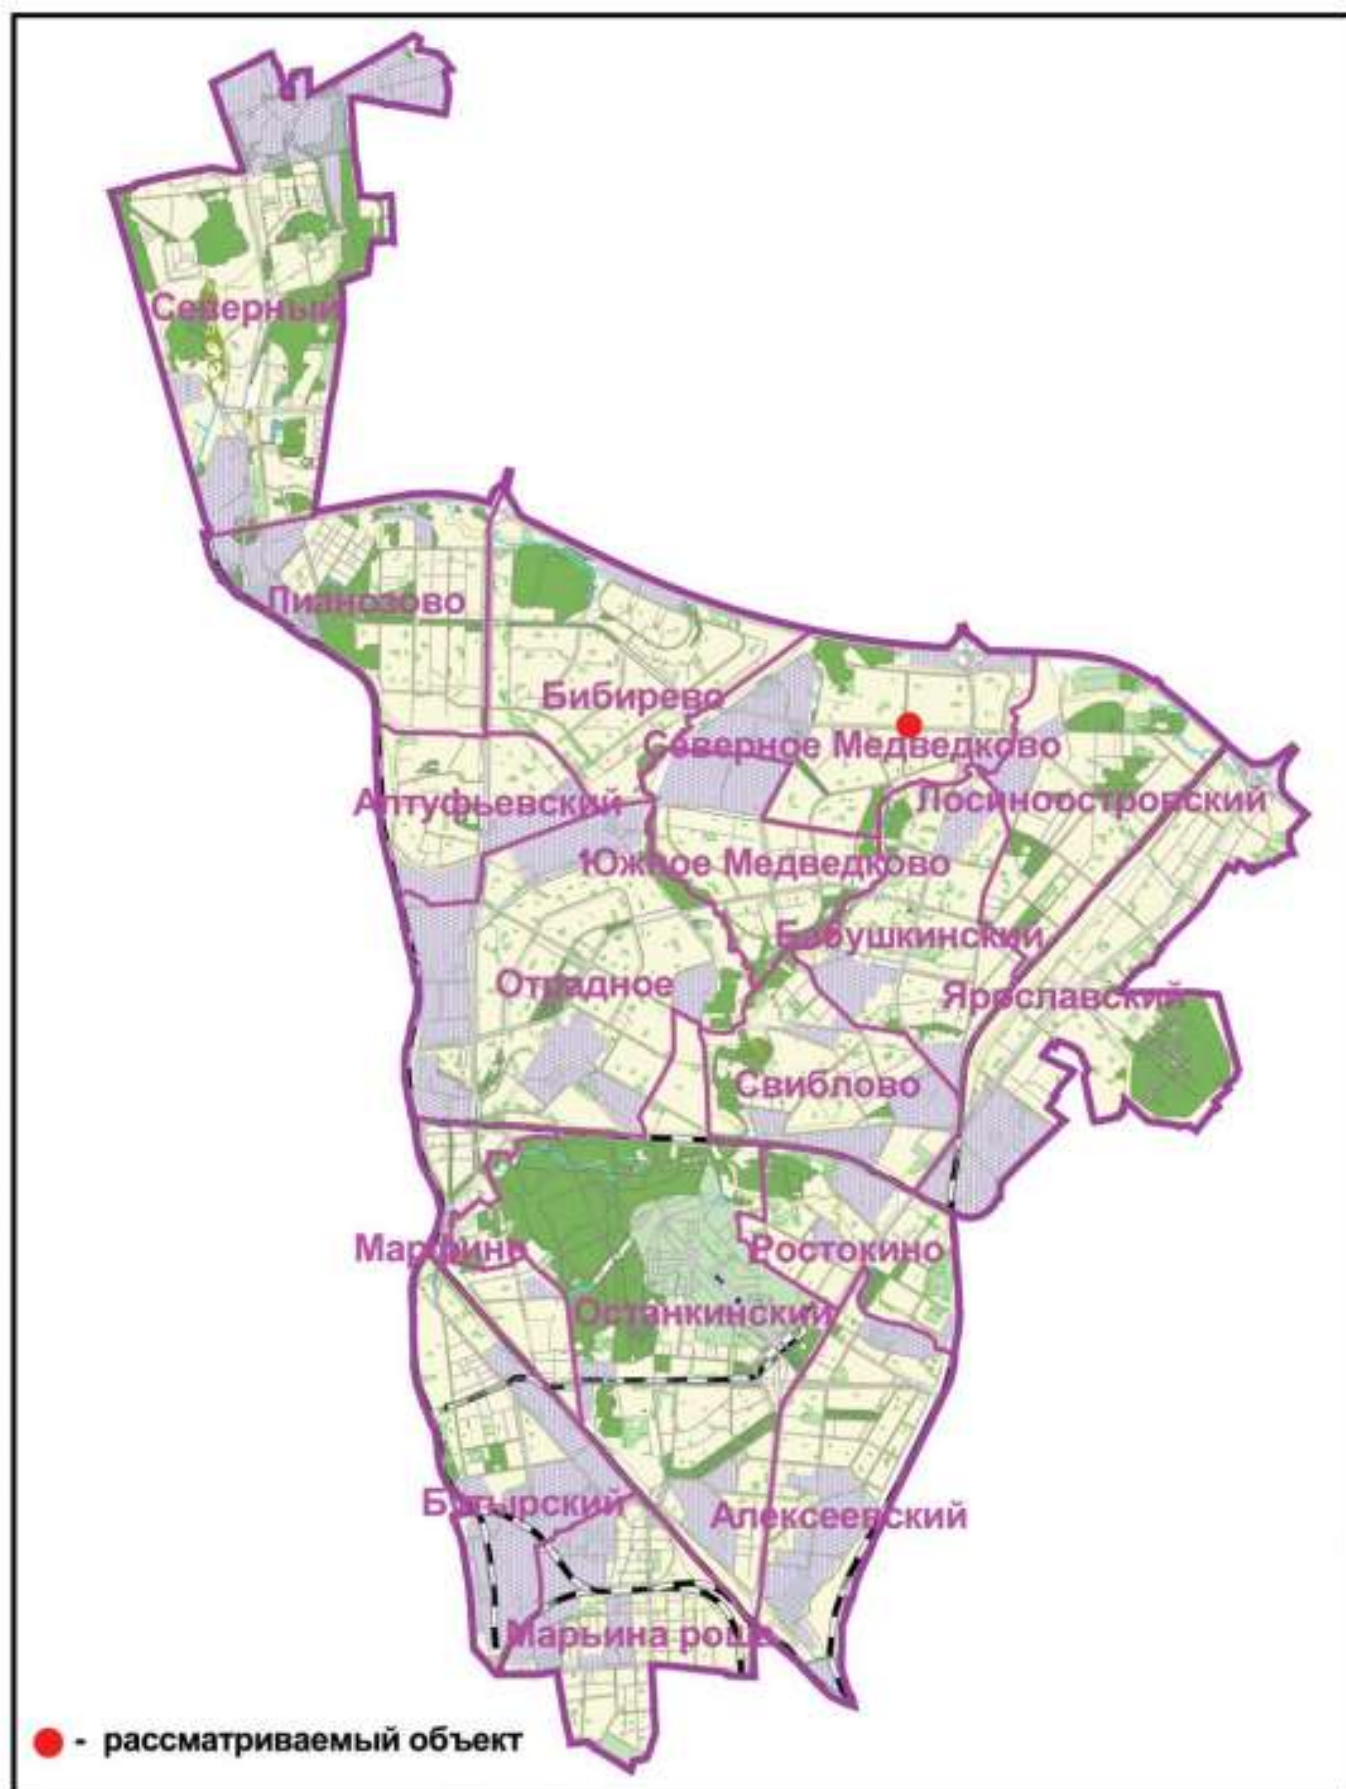 Северный
Лианозово
Бибирево
Северное Медведково
Алтуфьевский
Лосиноостровский
Южное Медведково
Бабушкинский
Отрадное
Ярославский
Свиблово
Марфино
Ростокино
Останкинский
Бутырский
Алексеевский
Марьина роща
- рассматриваемый объект